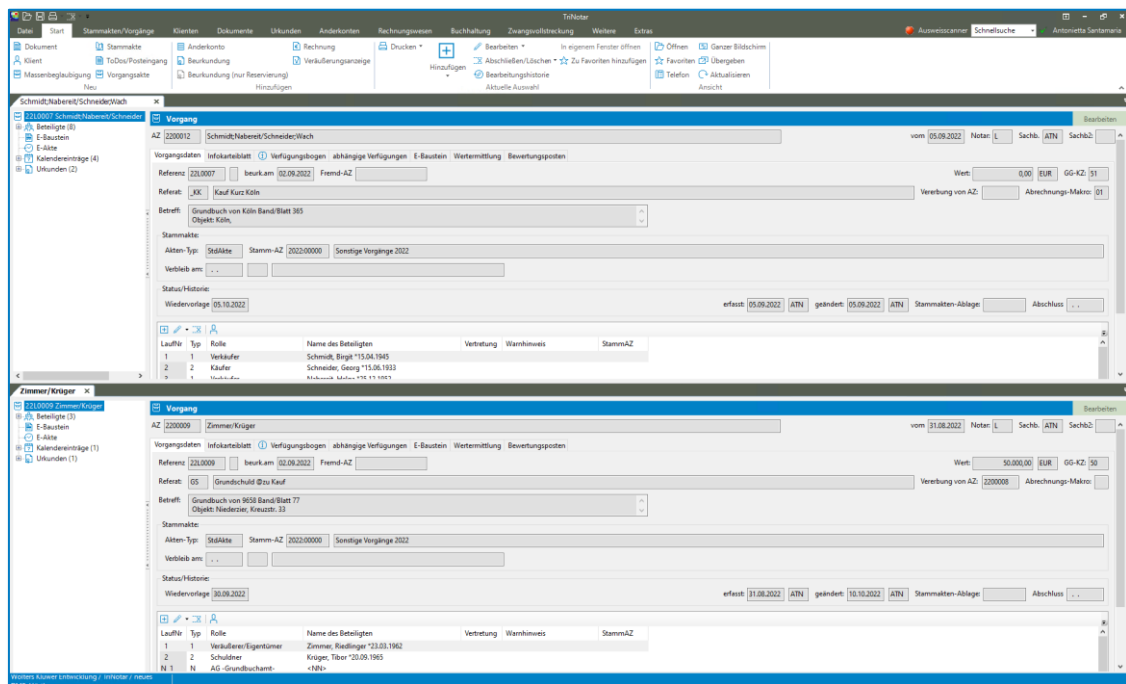 TriNotar
Datei Start Stammakten/Vorgänge Klienten Dokumente Urkunden Anderkonten Rechnungswesen Buchhaltung Zwangsvollstreckung Weitere Extras Ausweisscanner Schnellsuche Antonietta Santamaria
Dokument Stammakte Anderkonto Rechnung Drucken Bearbeiten In eigenem Fenster öffnen Öffnen Ganzer Bildschirm
Klient ToDos/Posteingang Beurkundung Veräußerungsanzeige Hinzufügen Abschließen/Löschen Zu Favoriten hinzufügen Favoriten Übergeben
Massenbeglaubigung Vorgangsakte Beurkundung (nur Reservierung) Bearbeitungshistorie Telefon Aktualisieren
Neu Hinzufügen Aktuelle Auswahl Ansicht
Schmidt;Nabereit/Schneider;Wach x
22L0007 Schmidt;Nabereit/Schneider
Beteiligte (8)
E-Baustein
E-Akte
Kalendereinträge (4)
Urkunden (2)
Vorgang Bearbeiten
AZ 2200012 Schmidt;Nabereit/Schneider;Wach vom 05.09.2022 Notar: L Sachb. ATN Sachb2:
Vorgangsdaten Infokarteiblatt Verfügungsbogen abhängige Verfügungen E-Baustein Wertermittlung Bewertungsposten
Referenz 22L0007 beurk.am 02.09.2022 Fremd-AZ Wert: 0,00 EUR GG-KZ: 51
Referat: _KK Kauf Kurz Köln Vererbung von AZ: Abrechnungs-Makro: 01
Betreff: Grundbuch von Köln Band/Blatt 365
Objekt: Köln,
Stammakte:
Akten-Typ: StdAkte Stamm-AZ 2022:00000 Sonstige Vorgänge 2022
Verbleib am: . .
Status/Historie:
Wiedervorlage 05.10.2022 erfasst: 05.09.2022 ATN geändert: 05.09.2022 ATN Stammakten-Ablage: Abschluss . .
LaufNr Typ Rolle Name des Beteiligten Vertretung Warnhinweis StammAZ
1 1 Verkäufer Schmidt, Birgit *15.04.1945
2 2 Käufer Schneider, Georg *15.06.1933
Zimmer/Krüger x
22L0009 Zimmer/Krüger
Beteiligte (3)
E-Baustein
E-Akte
Kalendereinträge (1)
Urkunden (1)
Vorgang Bearbeiten
AZ 2200009 Zimmer/Krüger vom 31.08.2022 Notar: L Sachb. ATN Sachb2:
Vorgangsdaten Infokarteiblatt Verfügungsbogen abhängige Verfügungen E-Baustein Wertermittlung Bewertungsposten
Referenz 22L0009 beurk.am 02.09.2022 Fremd-AZ Wert: 50.000,00 EUR GG-KZ: 50
Referat: GS Grundschuld @zu Kauf Vererbung von AZ: 2200008 Abrechnungs-Makro:
Betreff: Grundbuch von 9658 Band/Blatt 77
Objekt: Niederzier, Kreuzstr. 33
Stammakte:
Akten-Typ: StdAkte Stamm-AZ 2022:00000 Sonstige Vorgänge 2022
Verbleib am: . .
Status/Historie:
Wiedervorlage 30.09.2022 erfasst: 31.08.2022 ATN geändert: 10.10.2022 ATN Stammakten-Ablage: Abschluss . .
LaufNr Typ Rolle Name des Beteiligten Vertretung Warnhinweis StammAZ
1 1 Veräußerer/Eigentümer Zimmer, Riedlinger *23.03.1962
2 2 Schuldner Krüger, Tibor *20.09.1965
N 1 N AG -Grundbuchamt- <NN>
Wolters Kluwer Entwicklung / TriNotar / neues